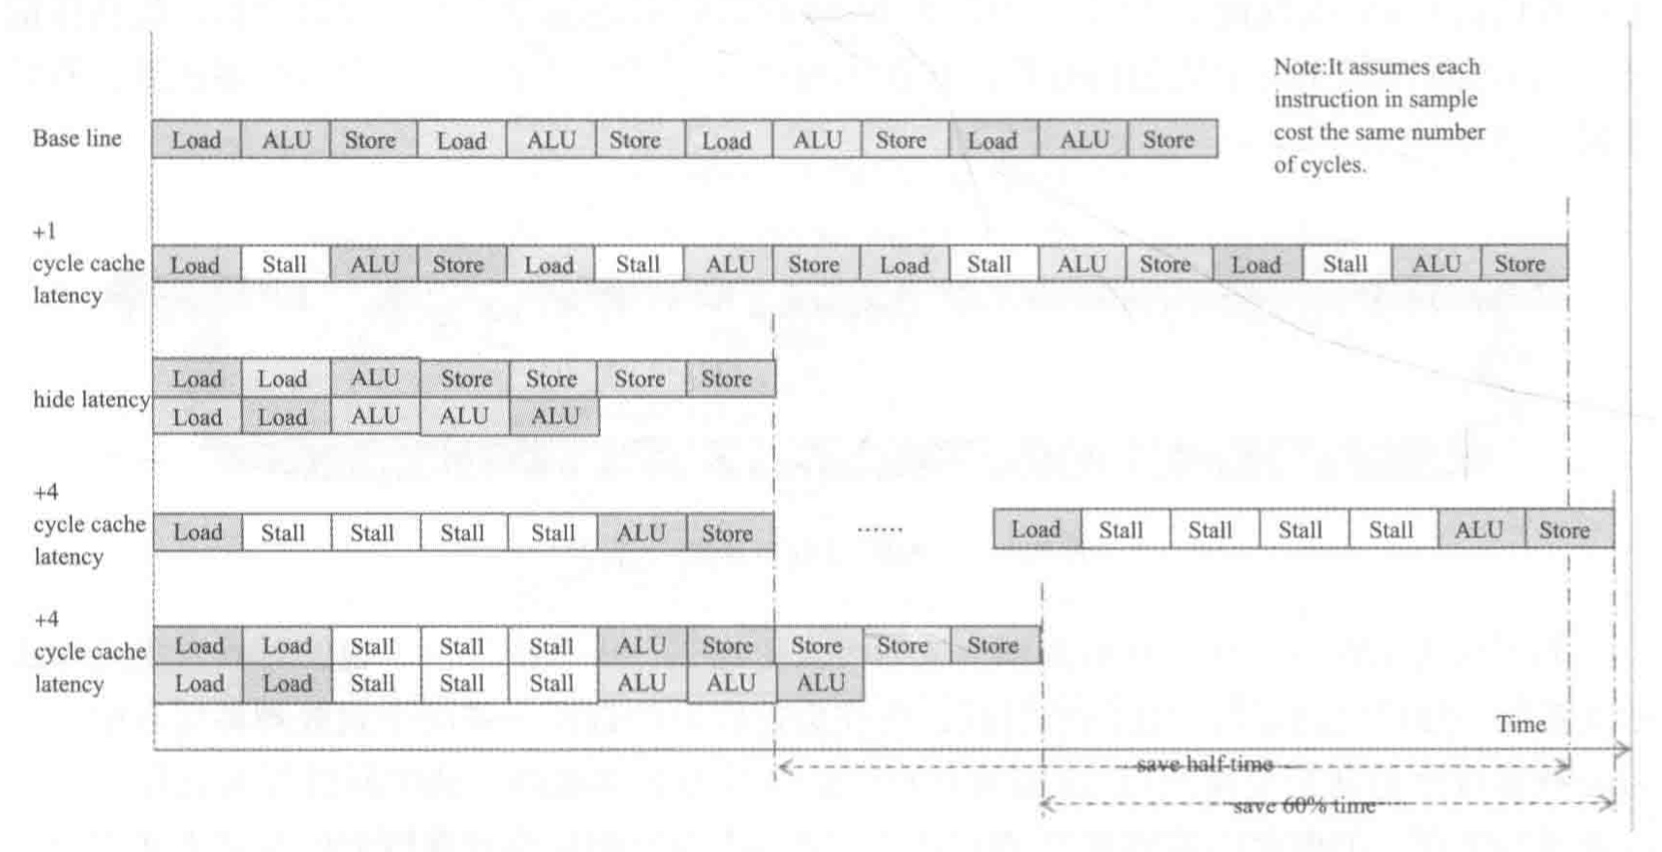 Note:It assumes each
instruction in sample
cost the same number
of cycles.
Base line Load ALU Store Load ALU Store Load ALU Store Load ALU Store
+1
cycle cache
latency
Load Stall ALU Store Load Stall ALU Store Load Stall ALU Store Load Stall ALU Store
hide latency
Load Load ALU Store Store Store Store
Load Load ALU ALU ALU
+4
cycle cache
latency
Load Stall Stall Stall Stall ALU Store ...... Load Stall Stall Stall Stall ALU Store
+4
cycle cache
latency
Load Load Stall Stall Stall ALU Store Store Store Store
Load Load Stall Stall Stall ALU ALU ALU
Time
save half-time
save 60% time